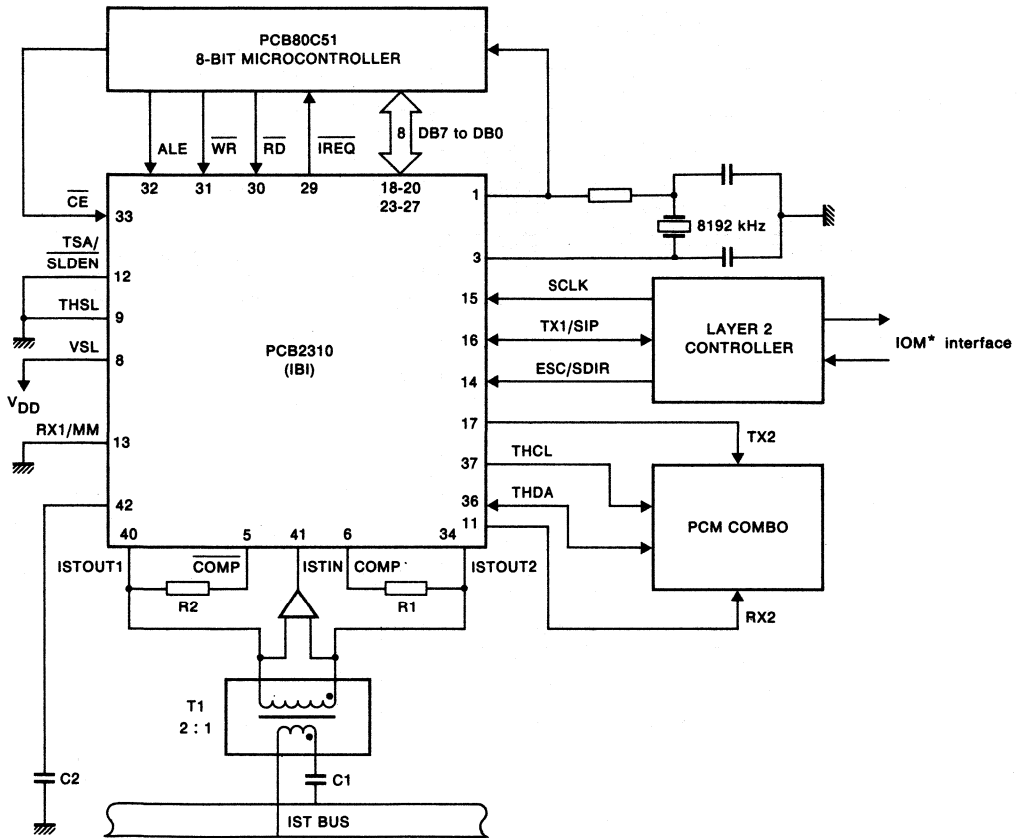 PCB80C51
8-BIT MICROCONTROLLER
ALE
WR
RD
IREQ
8
DB7 to DB0
CE
32
31
30
29
18-20
23-27
1
33
8192 kHz
TSA/
SLDEN
12
3
THSL
9
15
SCLK
VSL
8
PCB2310
(IBI)
16
TX1/SIP
LAYER 2
CONTROLLER
IOM* interface
14
ESC/SDIR
VDD
RX1/MM
13
17
TX2
37
THCL
42
36
THDA
11
PCM COMBO
40
5
41
6
34
ISTOUT1
COMP
ISTIN
COMP
ISTOUT2
R2
R1
RX2
T1
2 : 1
C2
C1
IST BUS